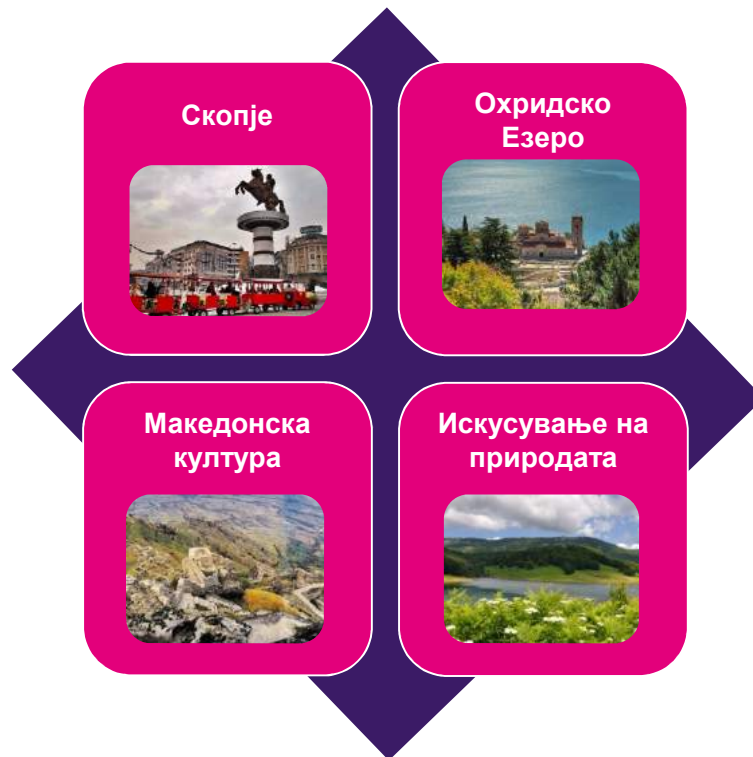 Скопје
Охридско
Езеро
Македонска
култура
Искусување на
природата